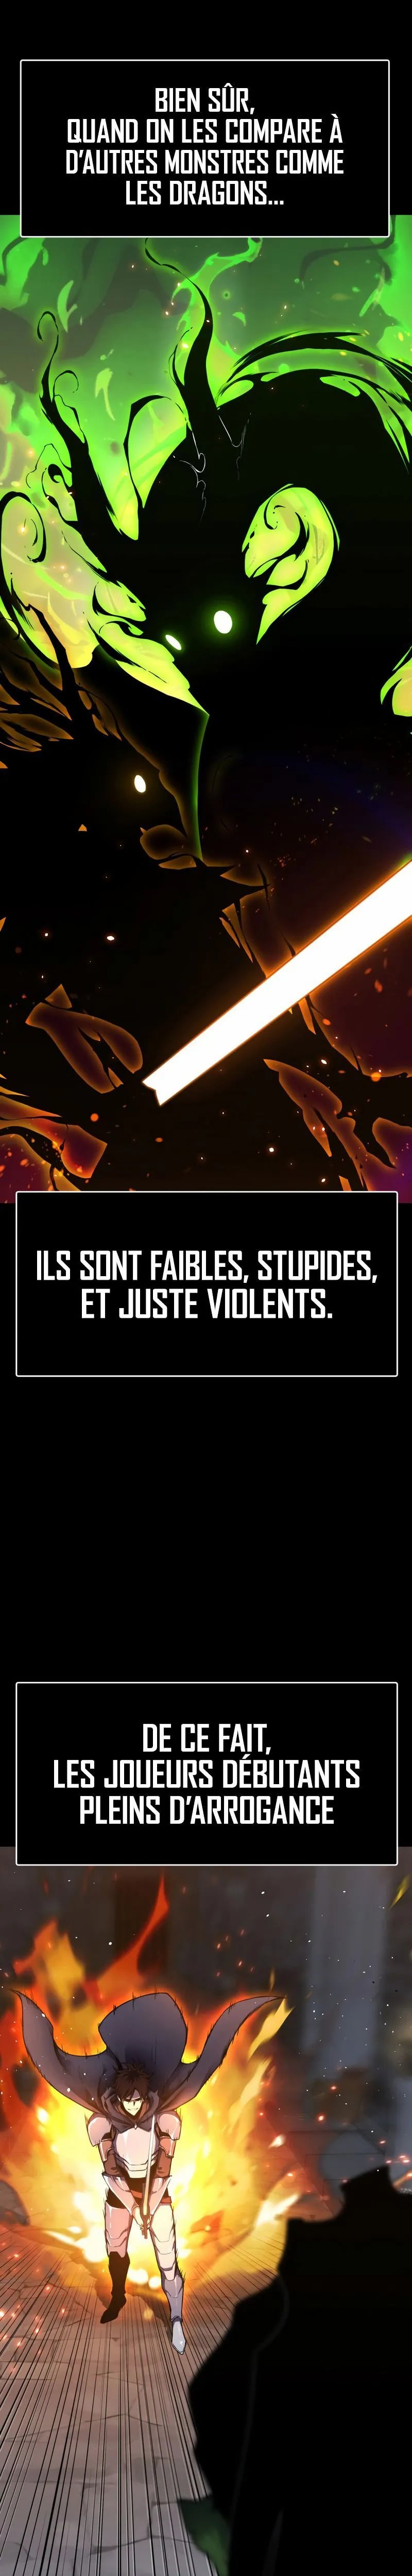 BIEN SÛR,
QUAND ON LES COMPARE À
D'AUTRES MONSTRES COMME
LES DRAGONS...
ILS SONT FAIBLES, STUPIDES,
ET JUSTE VIOLENTS.
DE CE FAIT,
LES JOUEURS DÉBUTANTS
PLEINS D'ARROGANCE